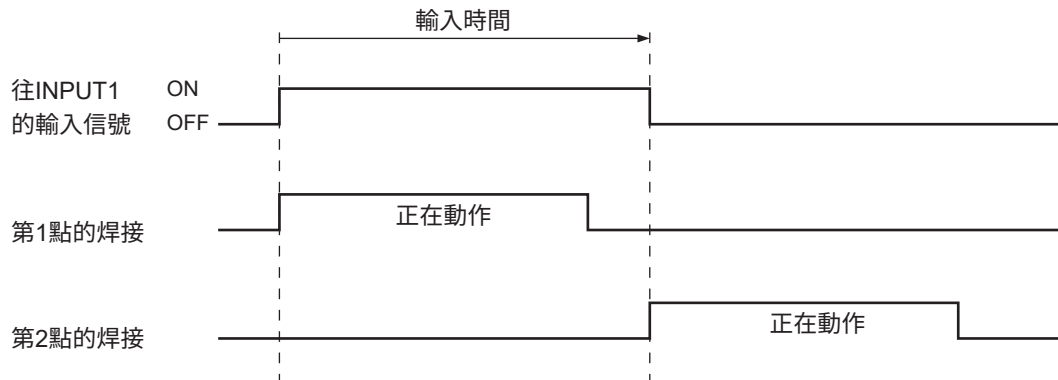 輸入時間
往INPUT1 ON
的輸入信號 OFF
正在動作
第1點的焊接
正在動作
第2點的焊接